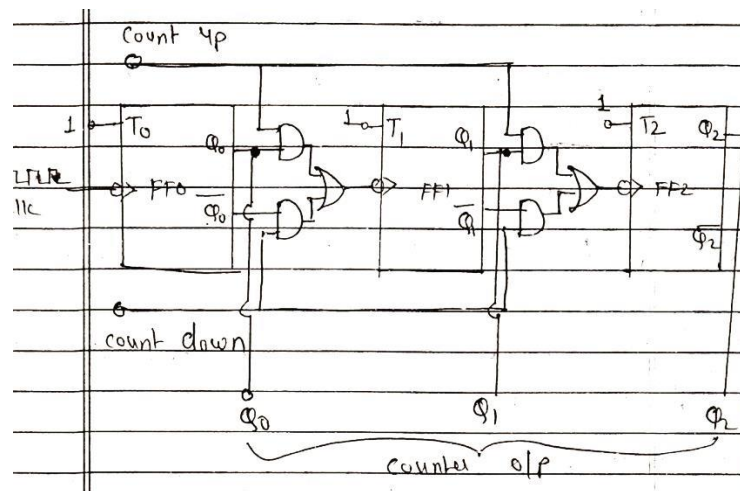 Count up
1 T0 Q0 1 T1 Q1 1 T2 Q2
FF0 FF1 FF2
Q̅0 Q̅1 Q̅2
count down
Q0 Q1 Q2
counter o/p